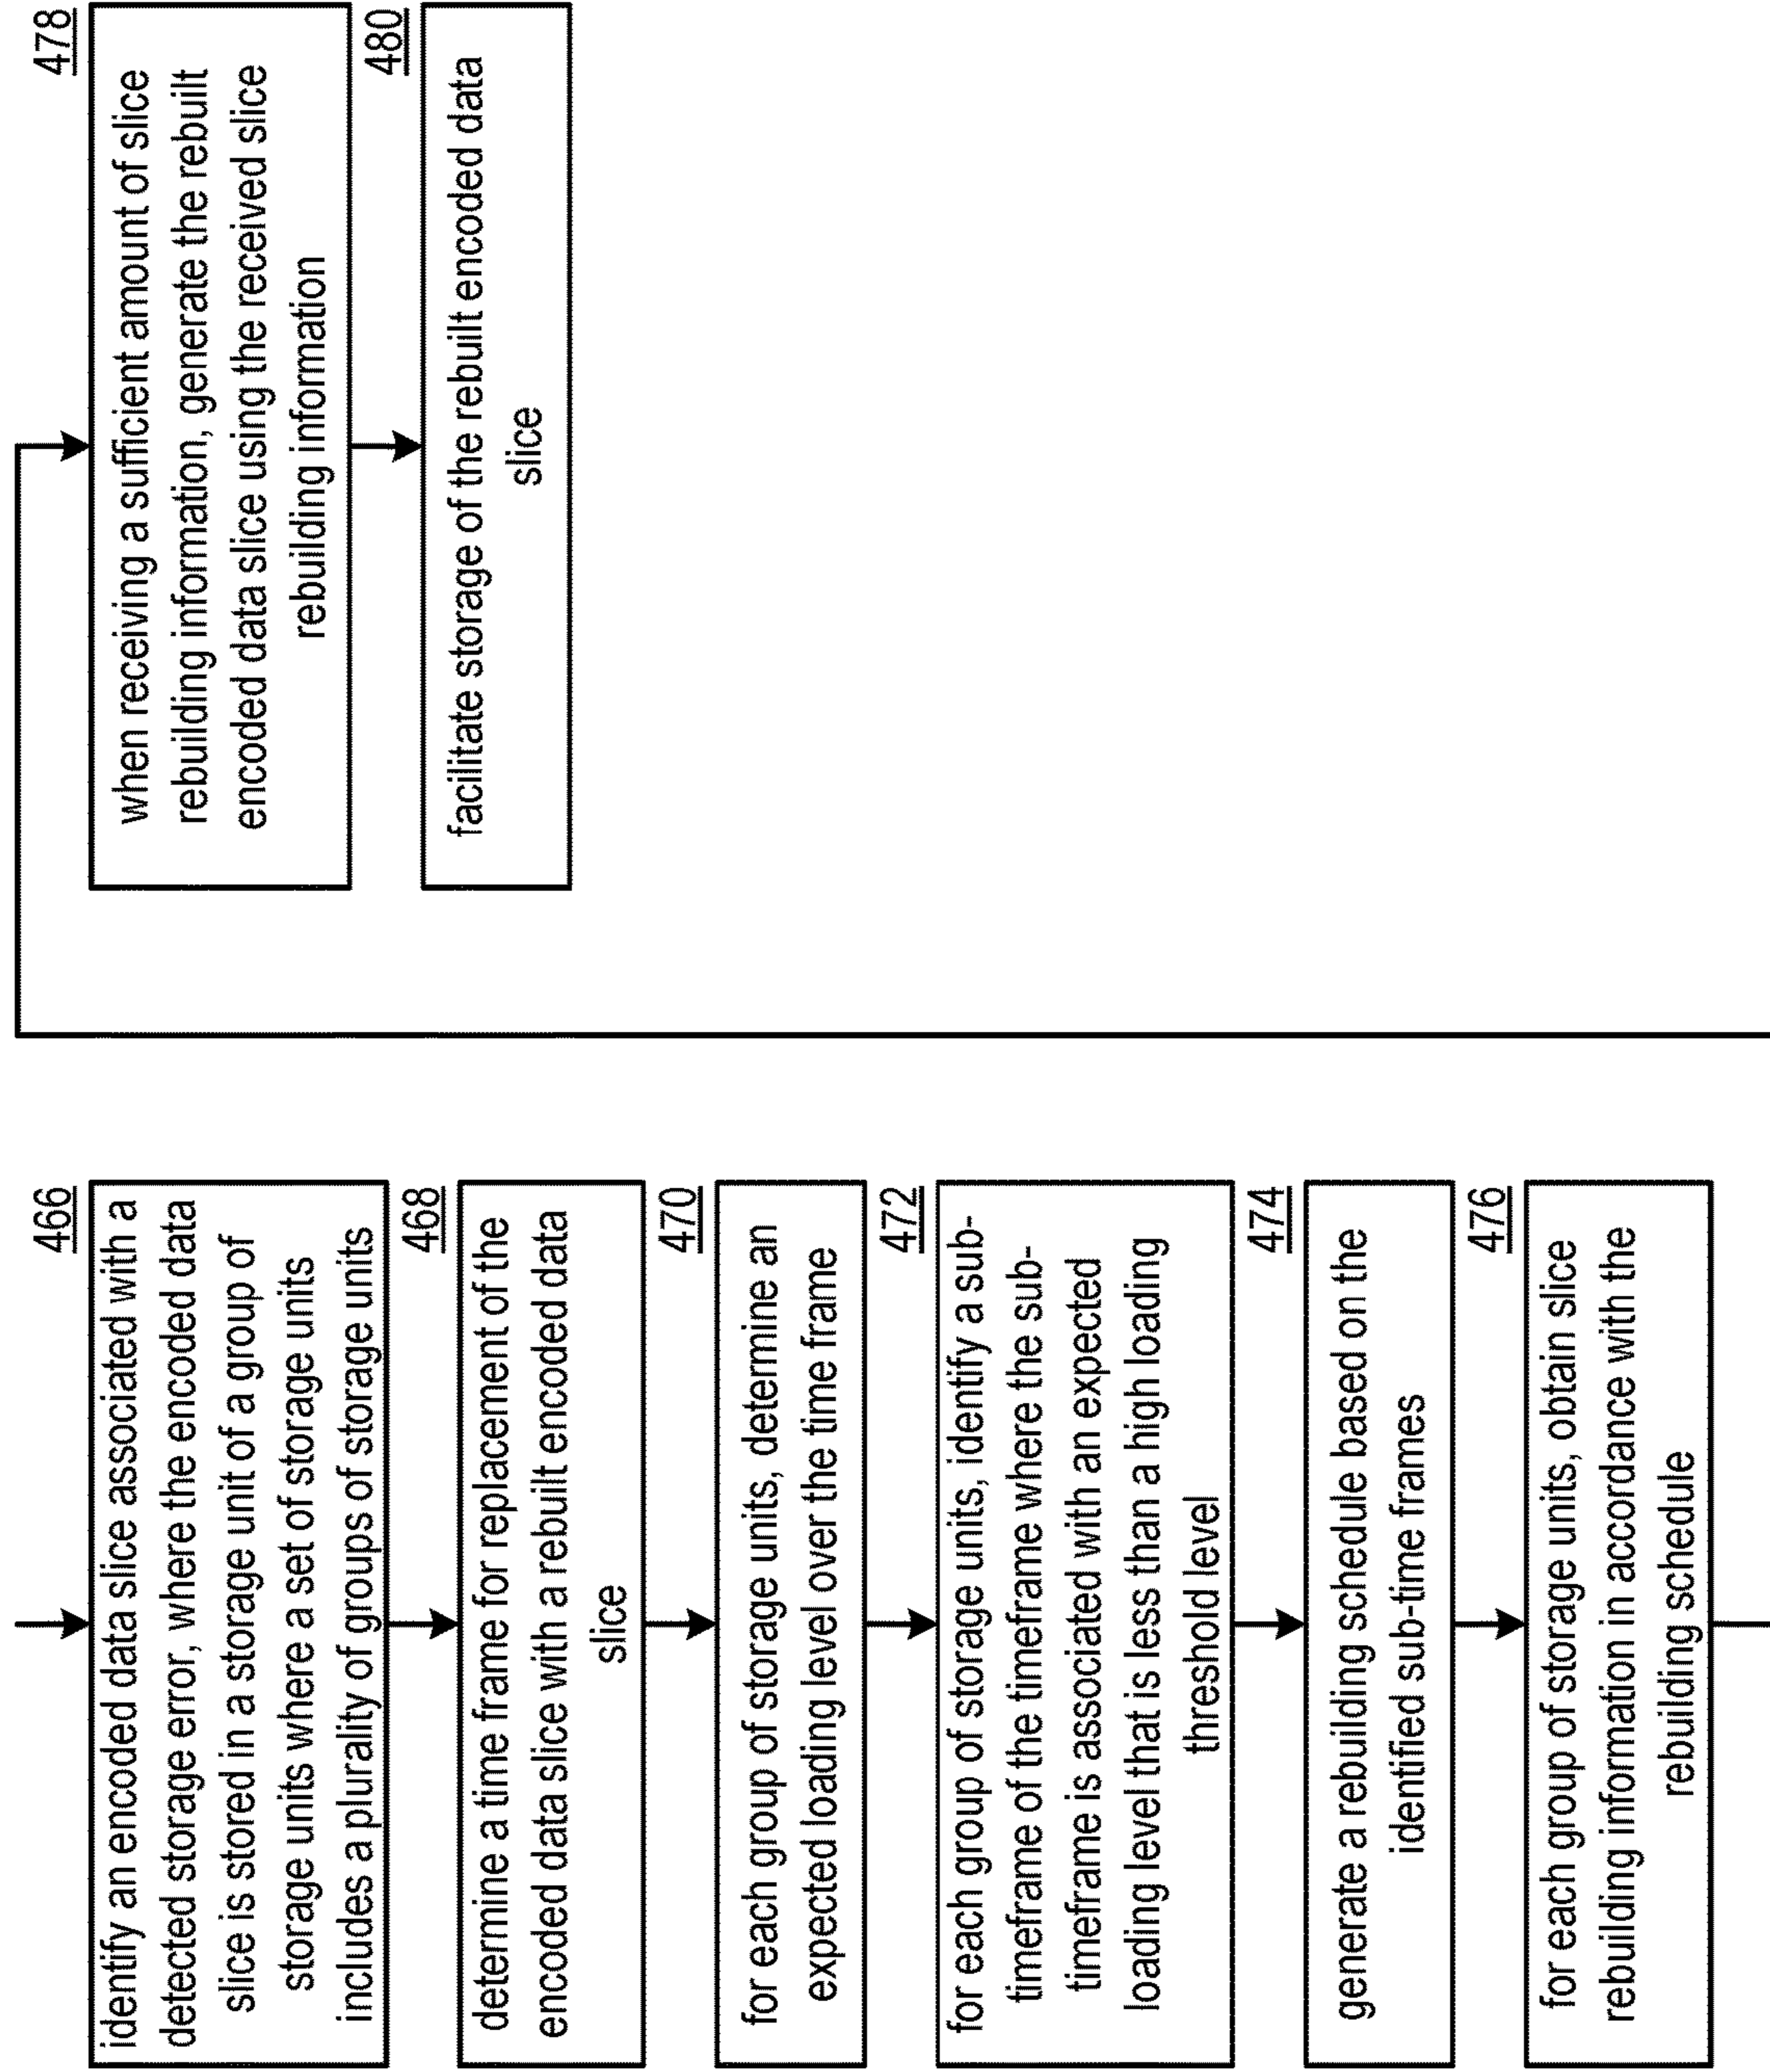 466
identify an encoded data slice associated with a
detected storage error, where the encoded data
slice is stored in a storage unit of a group of
storage units where a set of storage units
includes a plurality of groups of storage units
468
determine a time frame for replacement of the
encoded data slice with a rebuilt encoded data
slice
470
for each group of storage units, determine an
expected loading level over the time frame
472
for each group of storage units, identify a sub-
timeframe of the timeframe where the sub-
timeframe is associated with an expected
loading level that is less than a high loading
threshold level
474
generate a rebuilding schedule based on the
identified sub-time frames
476
for each group of storage units, obtain slice
rebuilding information in accordance with the
rebuilding schedule
478
when receiving a sufficient amount of slice
rebuilding information, generate the rebuilt
encoded data slice using the received slice
rebuilding information
480
facilitate storage of the rebuilt encoded data
slice